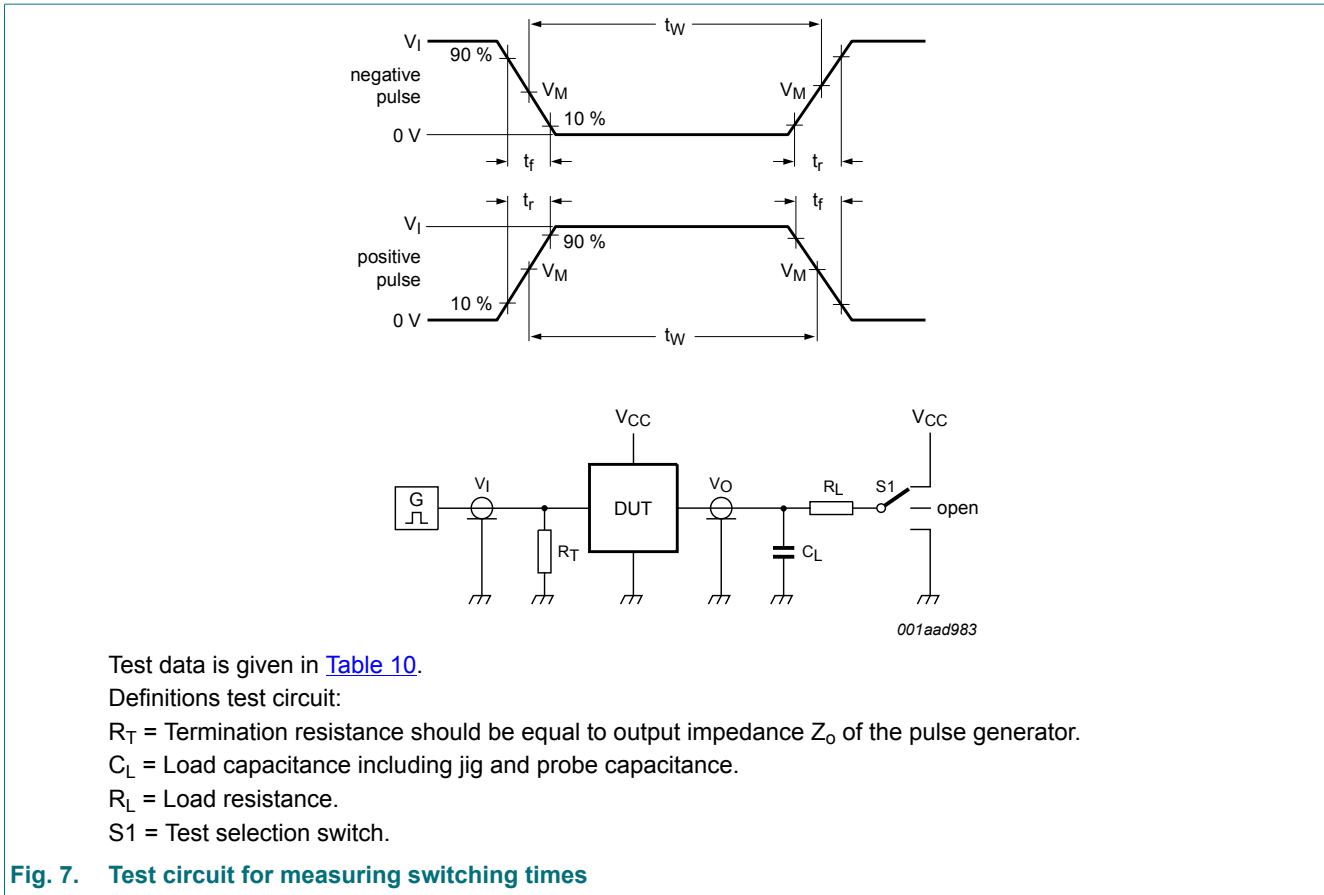 tW
VI
90 %
negative
pulse
VM
VM
10 %
0 V
tf
tr
tr
tf
VI
90 %
positive
pulse
VM
VM
10 %
0 V
tW
VCC
VCC
G
VI
DUT
VO
RL
S1
open
RT
CL
001aad983
Test data is given in Table 10.
Definitions test circuit:
RT = Termination resistance should be equal to output impedance Zo of the pulse generator.
CL = Load capacitance including jig and probe capacitance.
RL = Load resistance.
S1 = Test selection switch.
Fig. 7. Test circuit for measuring switching times